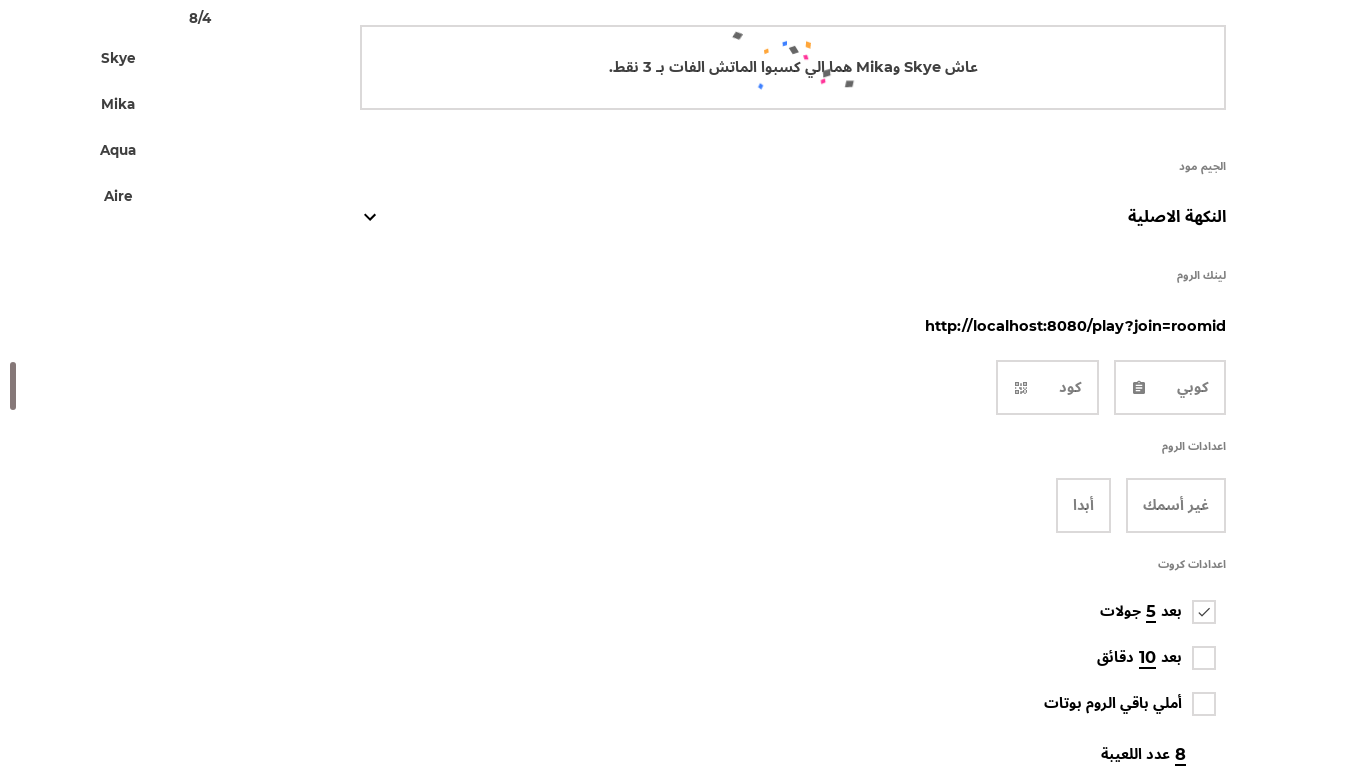 8/4
Skye
Mika
Aqua
Aire
عاش Skye وMika هما الي كسبوا الماتش الفات بـ 3 نقط.
الجيم مود
النكهة الاصلية
لينك الروم
http://localhost:8080/play?join=roomid
كوبي
كود
اعدادات الروم
غير أسمك
أبدا
اعدادات كروت
بعد 5 جولات
بعد 10 دقائق
أملي باقي الروم بوتات
8 عدد اللعيبة